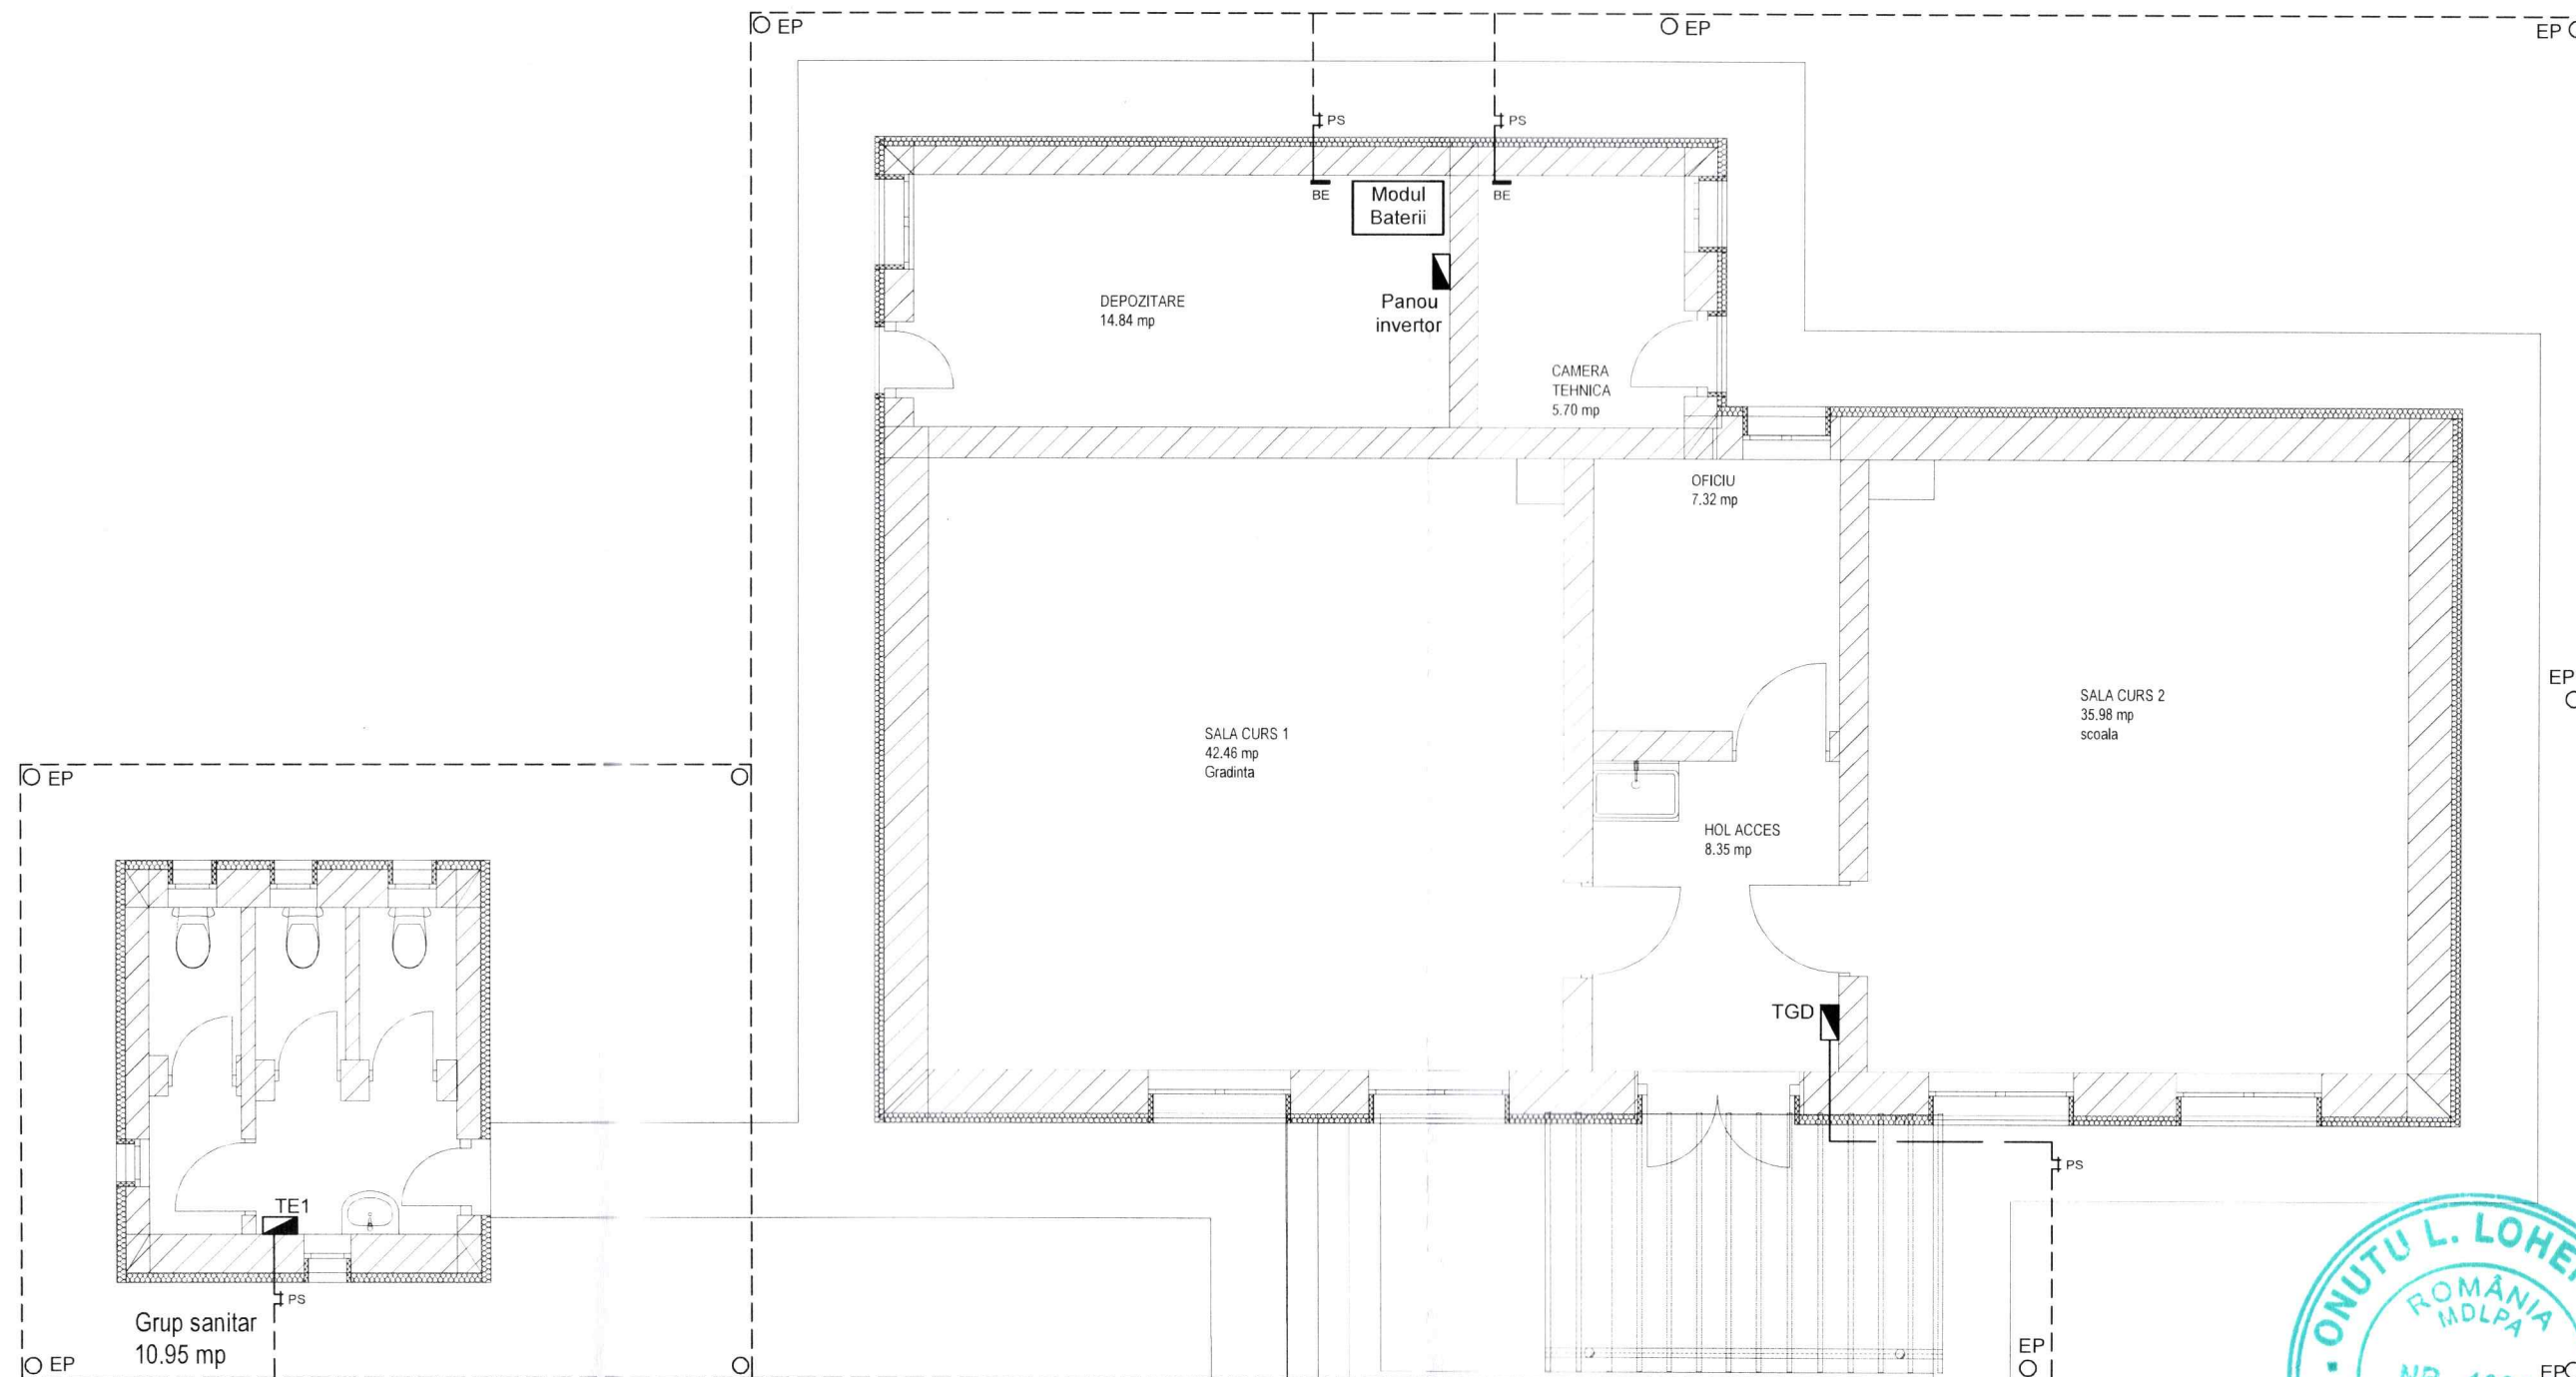 EP
EP
EP
PS
PS
BE
Modul
Baterii
BE
DEPOZITARE
14.84 mp
Panou
invertor
CAMERA
TEHNICA
5.70 mp
OFICIU
7.32 mp
EP
SALA CURS 1
42.46 mp
Gradinta
SALA CURS 2
35.98 mp
scoala
EP
HOL ACCES
8.35 mp
TGD
PS
TE1
PS
Grup sanitar
10.95 mp
EP
EP
EP
ONUTU L.
ROMÂNIA
MDLPA